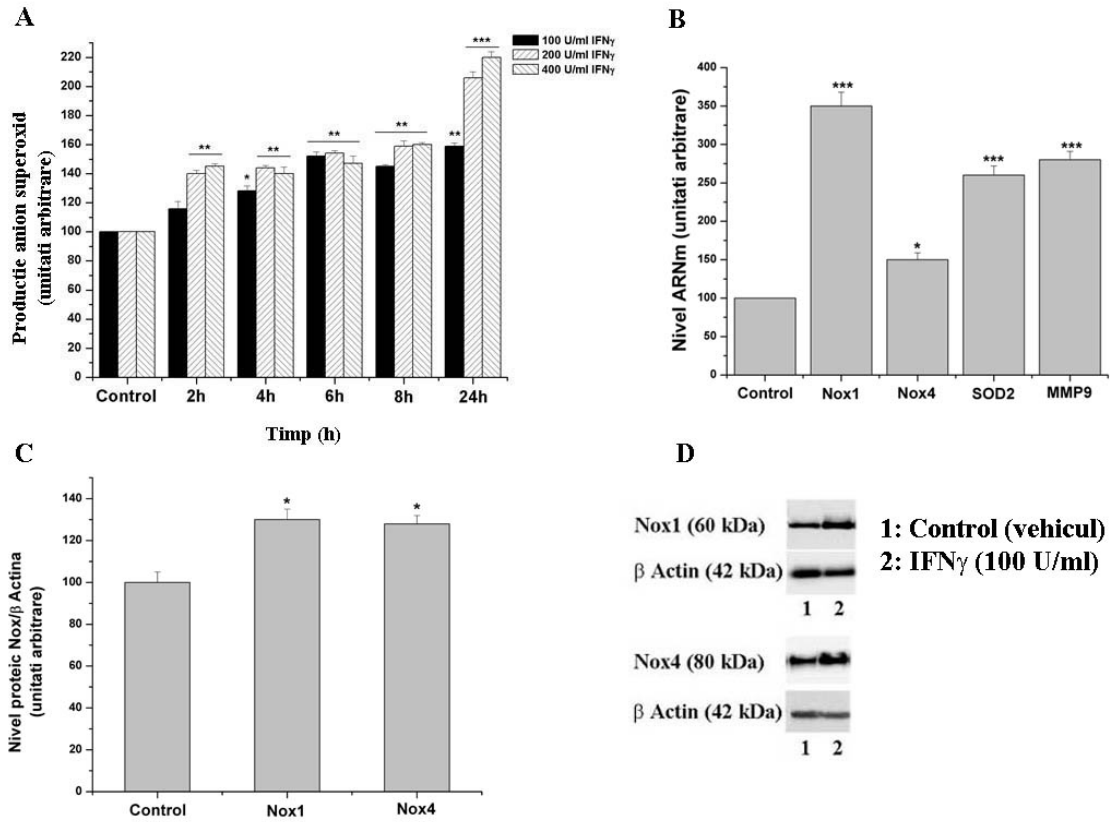 A
Productie anion superoxid
(unitati arbitrare)
220
200
180
160
140
120
100
80
60
40
20
0
**
*
**
**
**
**
***
100 U/ml IFNγ
200 U/ml IFNγ
400 U/ml IFNγ
Control 2h 4h 6h 8h 24h
Timp (h)
B
Nivel ARNm (unitati arbitrare)
400
350
300
250
200
150
100
50
0
***
*
***
***
Control Nox1 Nox4 SOD2 MMP9
C
Nivel proteic Nox/β Actina
(unitati arbitrare)
140
120
100
80
60
40
20
0
*
*
Control Nox1 Nox4
D
Nox1 (60 kDa)
β Actin (42 kDa)
1 2
Nox4 (80 kDa)
β Actin (42 kDa)
1 2
1: Control (vehicul)
2: IFNγ (100 U/ml)